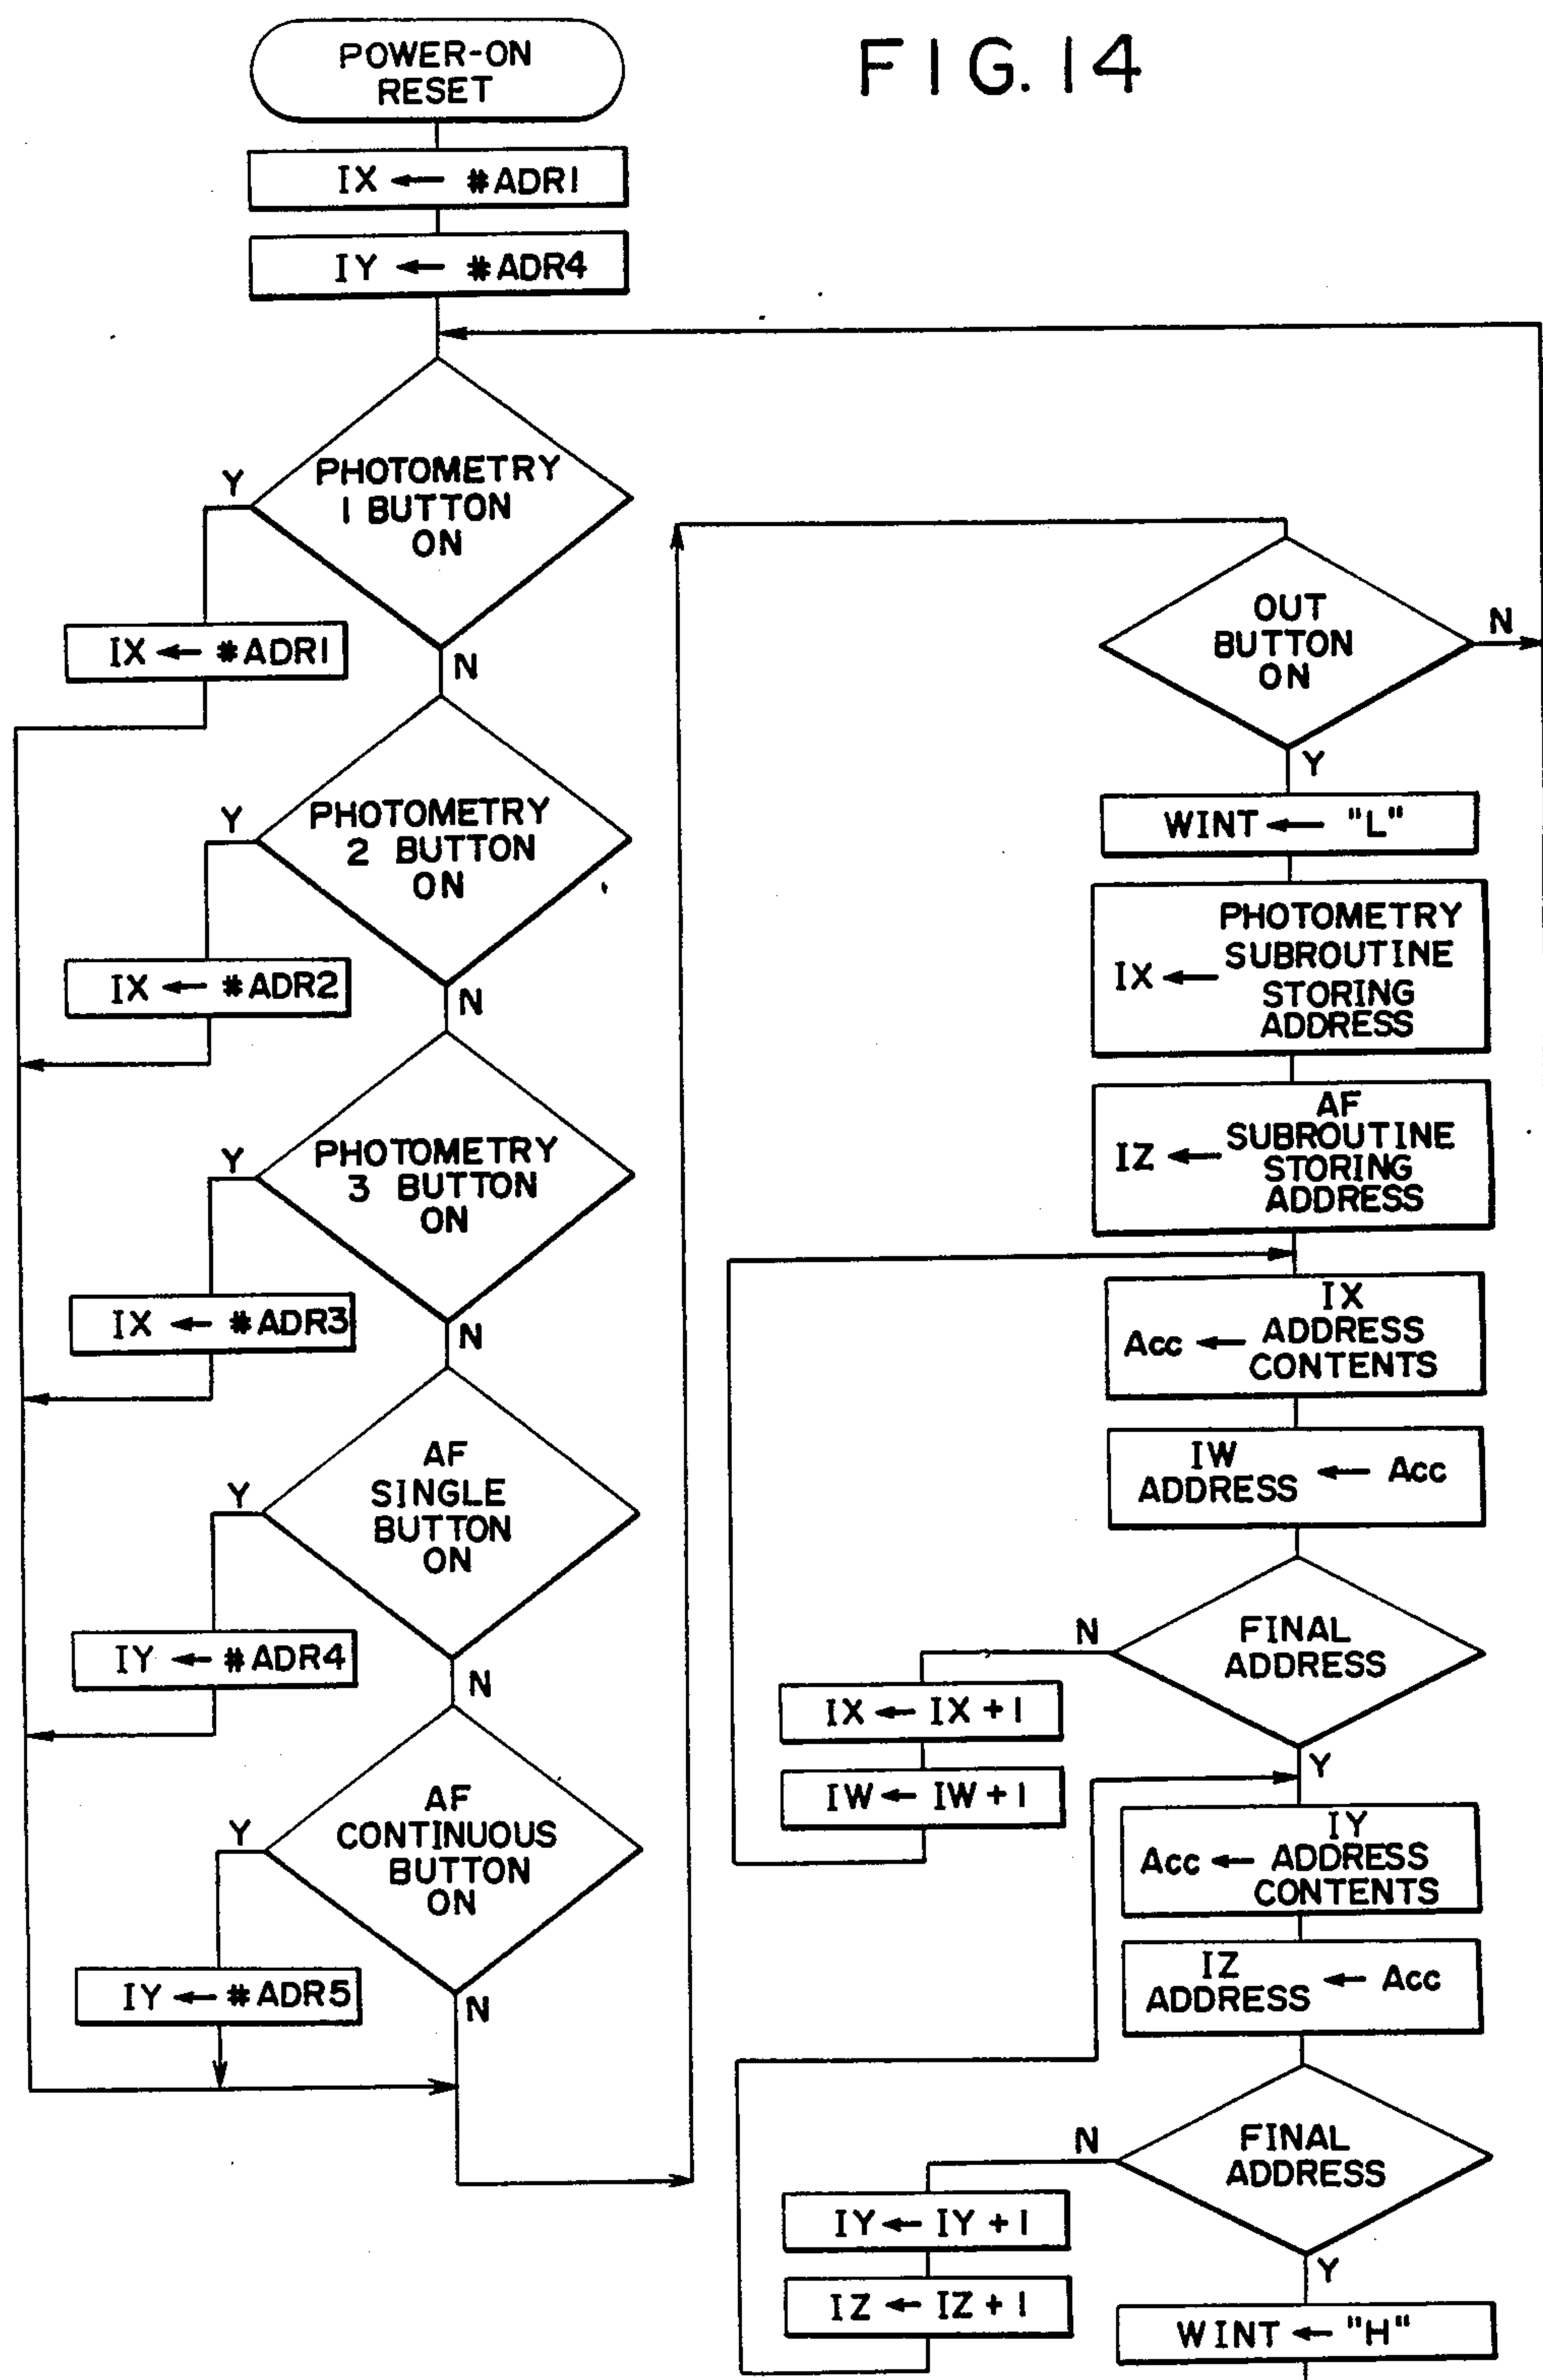 FIG. 14
POWER-ON
RESET
IX ← #ADR1
IY ← #ADR4
PHOTOMETRY
1 BUTTON
ON
Y
N
IX ← #ADR1
PHOTOMETRY
2 BUTTON
ON
Y
N
IX ← #ADR2
PHOTOMETRY
3 BUTTON
ON
Y
N
IX ← #ADR3
AF
SINGLE
BUTTON
ON
Y
N
IY ← #ADR4
AF
CONTINUOUS
BUTTON
ON
Y
N
IY ← #ADR5
OUT
BUTTON
ON
N
Y
WINT ← "L"
PHOTOMETRY
SUBROUTINE
IX ←
STORING
ADDRESS
AF
SUBROUTINE
IZ ←
STORING
ADDRESS
IX
ADDRESS
Acc ←
CONTENTS
IW
ADDRESS ← Acc
FINAL
ADDRESS
N
Y
IX ← IX + 1
IW ← IW + 1
IY
Acc ← ADDRESS
CONTENTS
IZ
ADDRESS ← Acc
FINAL
ADDRESS
N
Y
IY ← IY + 1
IZ ← IZ + 1
WINT ← "H"